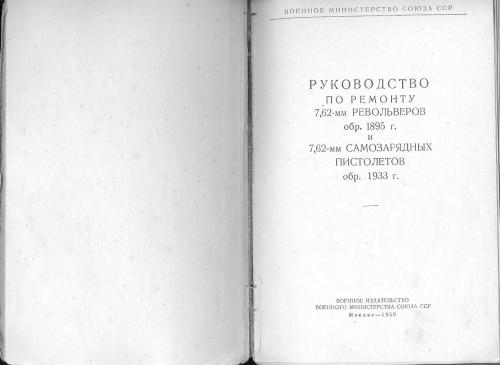 ВОЕННОЕ МИНИСТЕРСТВО СОЮЗА ССР
РУКОВОДСТВО
ПО РЕМОНТУ
7,62-мм РЕВОЛЬВЕРОВ
обр. 1895 г.
и
7,62-мм САМОЗАРЯДНЫХ
ПИСТОЛЕТОВ
обр. 1933 г.
ВОЕННОЕ ИЗДАТЕЛЬСТВО
ВОЕННОГО МИНИСТЕРСТВА СОЮЗА ССР
Москва—1950